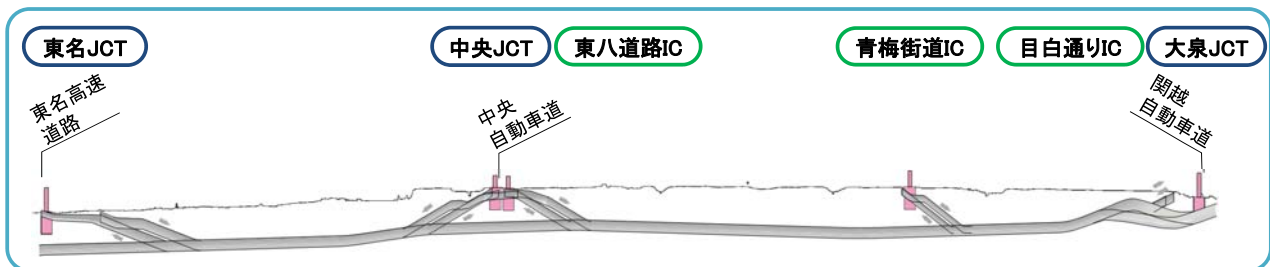 東名JCT
中央JCT
東八道路IC
青梅街道IC
目白通りIC
大泉JCT
東名高速
道路
中央
自動車道
関越
自動車道